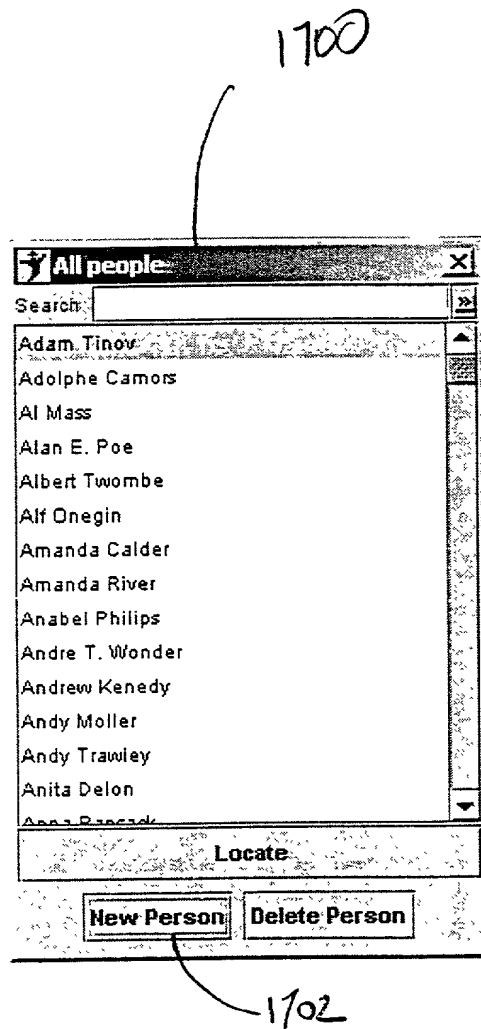 1700
All people
Search »
Adam Tinov
Adolphe Camors
Al Mass
Alan E. Poe
Albert Twombe
Alf Onegin
Amanda Calder
Amanda River
Anabel Philips
Andre T. Wonder
Andrew Kenedy
Andy Moller
Andy Trawley
Anita Delon
Locate
New Person Delete Person
1702